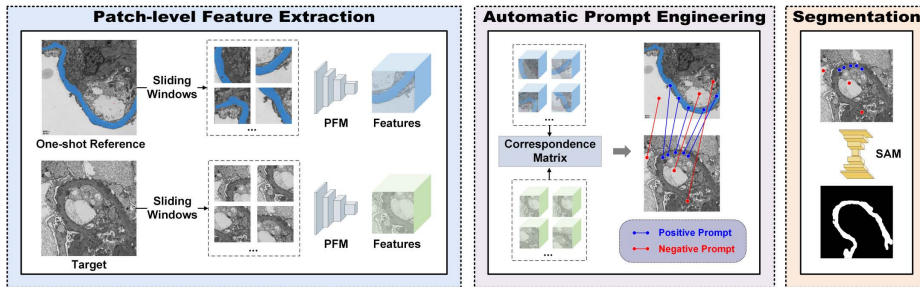 Patch-level Feature Extraction
Sliding
Windows
...
PFM
Features
One-shot Reference
Sliding
Windows
...
PFM
Features
Target
Automatic Prompt Engineering
...
Correspondence
Matrix
...
Positive Prompt
Negative Prompt
Segmentation
SAM